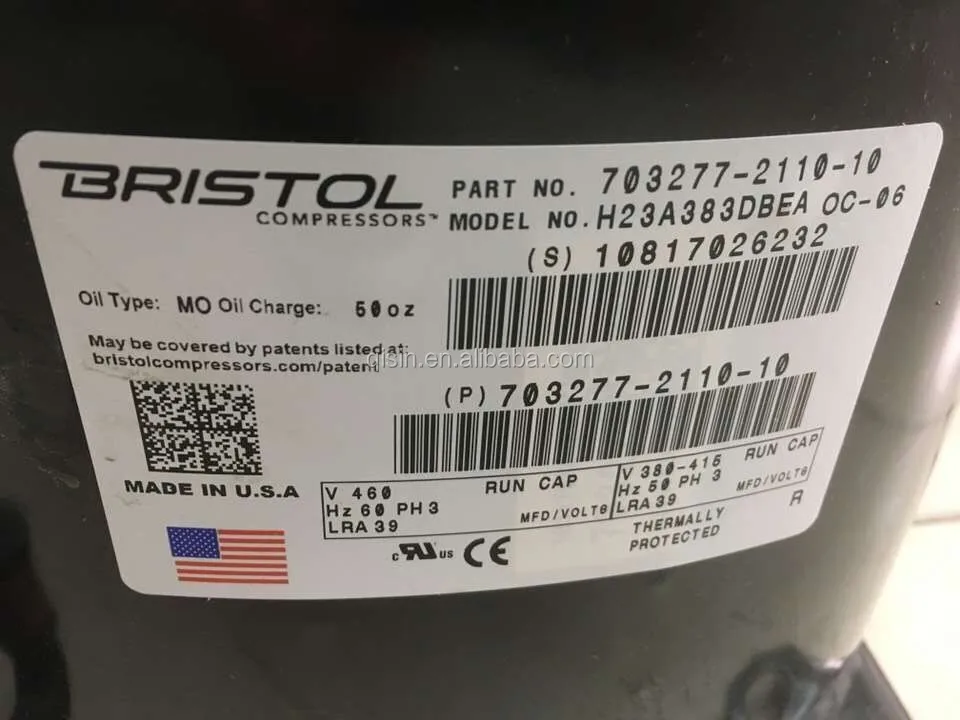 BRISTOL
COMPRESSORS™
PART NO. 703277-2110-10
MODEL NO. H23A383DBEA OC-06
(S) 10817026232
Oil Type: MO Oil Charge: 50oz
May be covered by patents listed at:
bristolcompressors.com/patent
qisin.en.alibaba.com
(P) 703277-2110-10
MADE IN U.S.A
V 460 RUN CAP
Hz 60 PH 3
LRA 39 MFD/VOLTS
V 380-415 RUN CAP
Hz 50 PH 3 MFD/VOLTS
LRA 39 R
c RU us CE
THERMALLY
PROTECTED